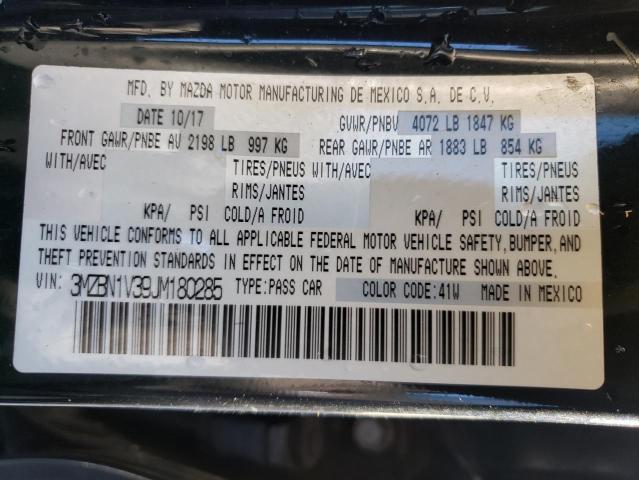 MFD. BY MAZDA MOTOR MANUFACTURING DE MEXICO S.A. DE C.V.
DATE 10/17 GVWR/PNBV 4072 LB 1847 KG
FRONT GAWR/PNBE AV 2198 LB 997 KG REAR GAWR/PNBE AR 1883 LB 854 KG
WITH/AVEC TIRES/PNEUS WITH/AVEC TIRES/PNEUS
RIMS/JANTES RIMS/JANTES
KPA/ PSI COLD/A FROID KPA/ PSI COLD/A FROID
THIS VEHICLE CONFORMS TO ALL APPLICABLE FEDERAL MOTOR VEHICLE SAFETY, BUMPER, AND
THEFT PREVENTION STANDARDS IN EFFECT ON THE DATE OF MANUFACTURE SHOWN ABOVE.
VIN: 3MZBN1V39JM180285 TYPE:PASS CAR COLOR CODE:41W MADE IN MEXICO